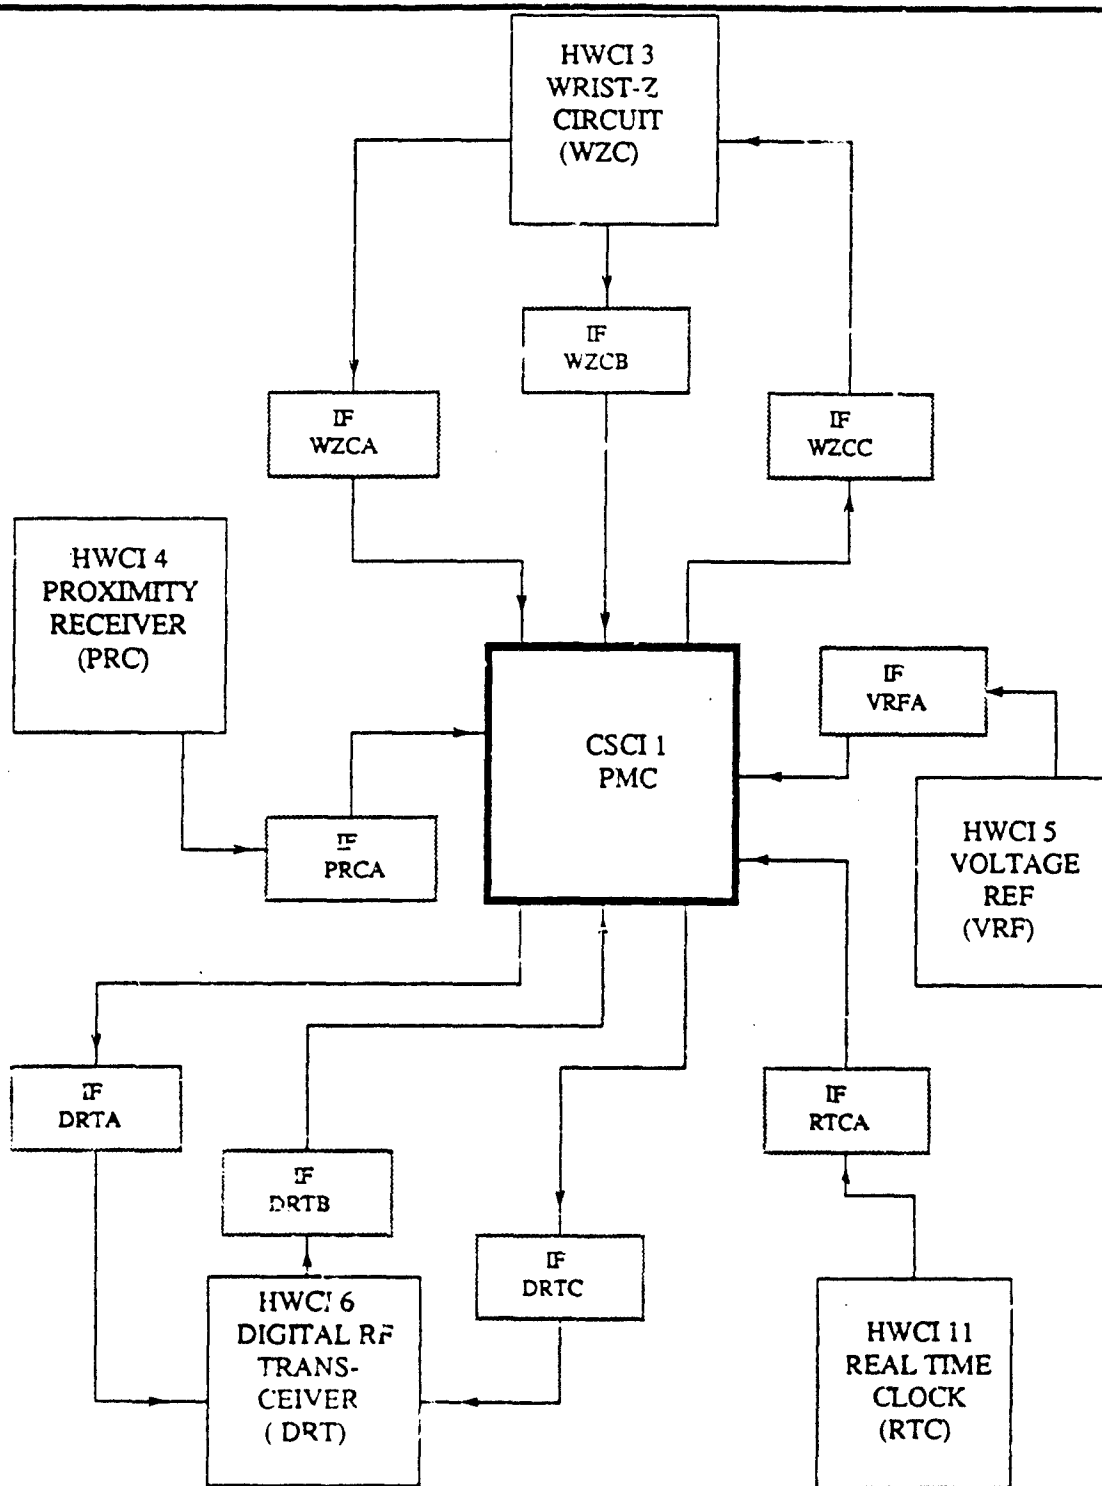 HWCI 3
WRIST-Z
CIRCUIT
(WZC)
IF
WZCB
IF
WZCA
IF
WZCC
HWCI 4
PROXIMITY
RECEIVER
(PRC)
IF
VRFA
CSCI 1
PMC
IF
PRCA
HWCI 5
VOLTAGE
REF
(VRF)
IF
DRTA
IF
RTCA
IF
DRTB
IF
DRTC
HWCI 6
DIGITAL RF
TRANS-
CEIVER
( DRT)
HWCI 11
REAL TIME
CLOCK
(RTC)